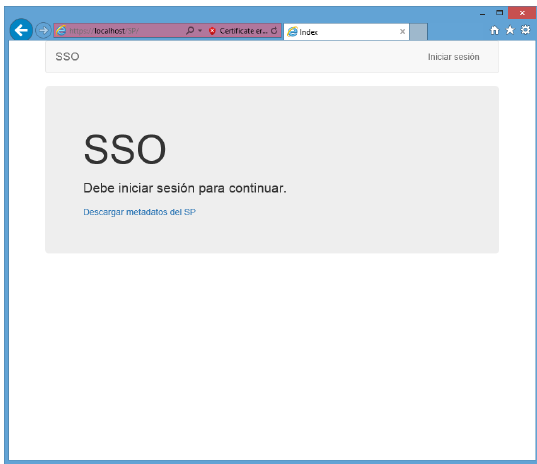 https://localhost/SP/
Certificate er...
Index
SSO
Iniciar sesión
SSO
Debe iniciar sesión para continuar.
Descargar metadatos del SP